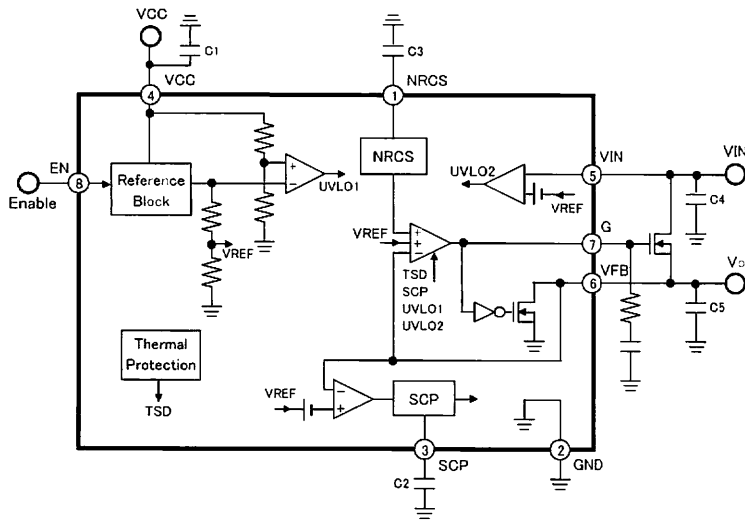 VCC
C1
C3
VCC
NRCS
4
1
EN
8
Enable
Reference
Block
VREF
UVLO1
NRCS
UVLO2
VREF
VIN
5
VIN
C4
G
7
VREF
TSD
SCP
UVLO1
UVLO2
VFB
6
Vo
C5
Thermal
Protection
TSD
VREF
SCP
3
SCP
C2
2
GND